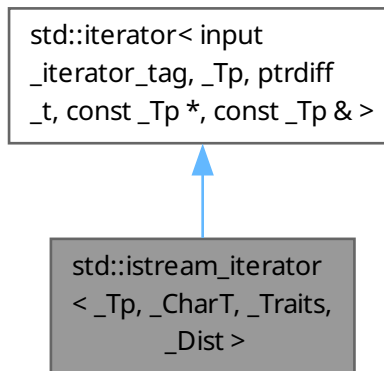 std::iterator< input
_iterator_tag, _Tp, ptrdiff
_t, const _Tp *, const _Tp & >
std::istream_iterator
< _Tp, _CharT, _Traits,
_Dist >